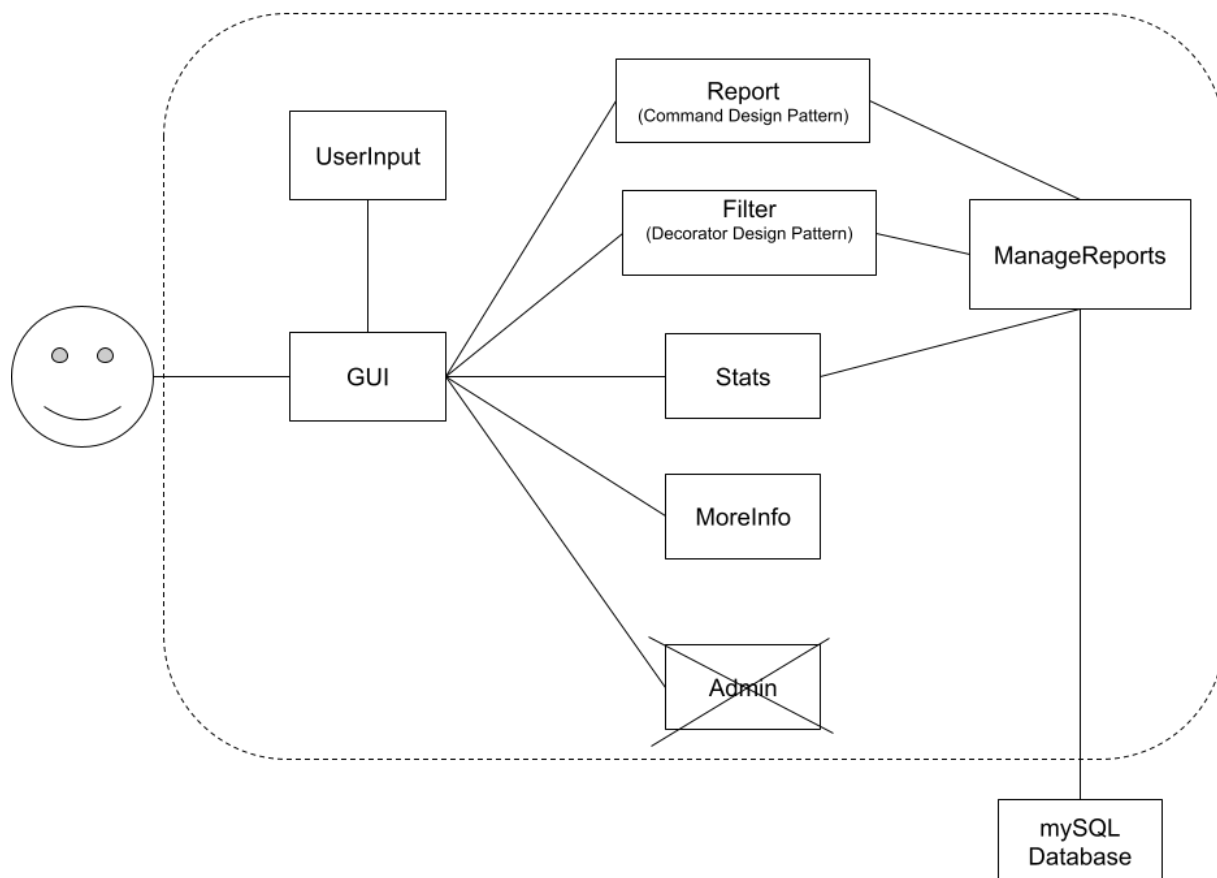 Report
(Command Design Pattern)
UserInput
Filter
(Decorator Design Pattern)
ManageReports
GUI
Stats
MoreInfo
Admin
mySQL
Database